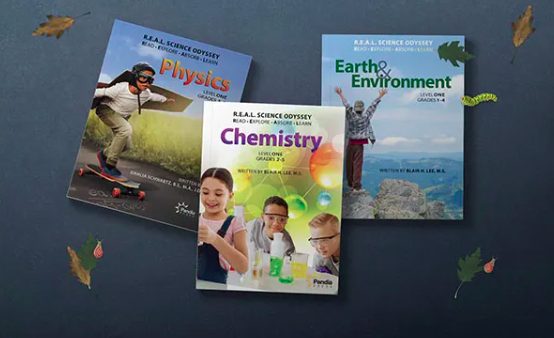 R.E.A.L. SCIENCE ODYSSEY
READ • EXPLORE • ABSORB • LEARN
Physics
LEVEL ONE
R.E.A.L. SCIENCE ODYSSEY
READ • EXPLORE • ABSORB • LEARN
Earth
& Environment
LEVEL ONE
GRADES 1-4
WRITTEN BY BLAIR H. LEE, M.S.
R.E.A.L. SCIENCE ODYSSEY
READ • EXPLORE • ABSORB • LEARN
Chemistry
LEVEL ONE
GRADES 2-5
WRITTEN BY BLAIR H. LEE, M.S.
Pandia
PRESS